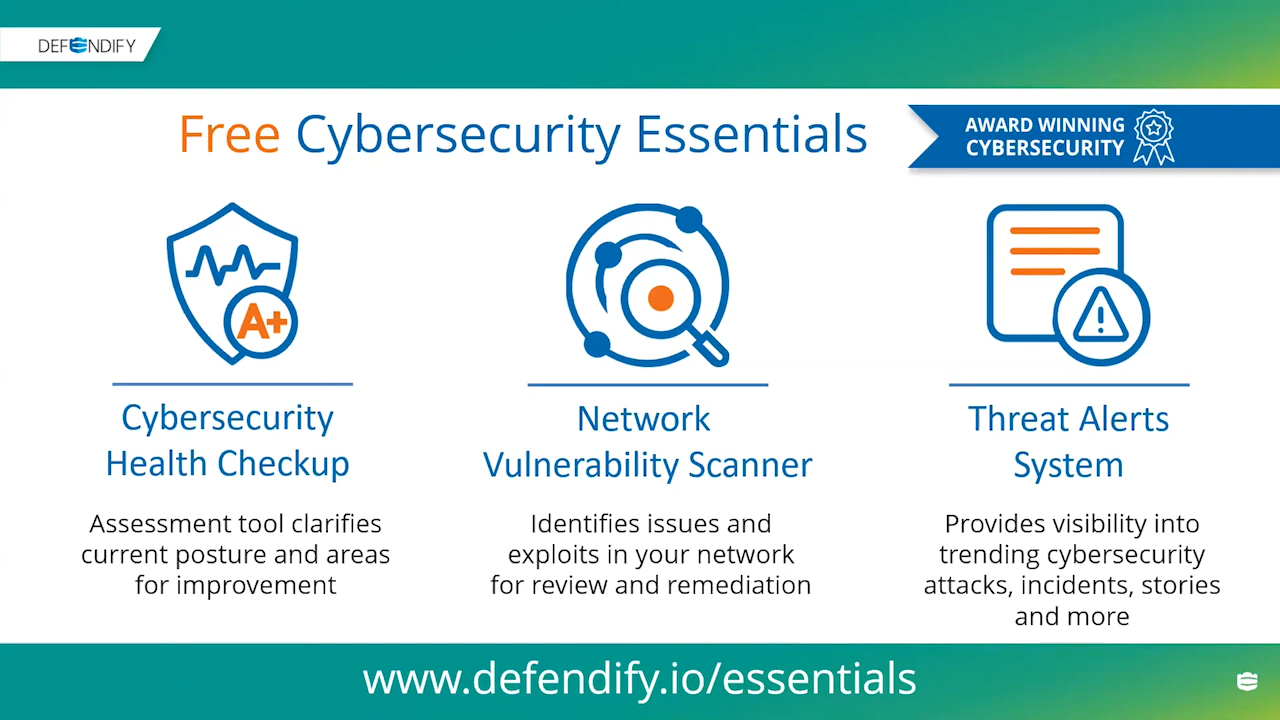 DEFENDIFY
Free Cybersecurity Essentials
AWARD WINNING
CYBERSECURITY
A+
Cybersecurity
Health Checkup
Assessment tool clarifies
current posture and areas
for improvement
Network
Vulnerability Scanner
Identifies issues and
exploits in your network
for review and remediation
Threat Alerts
System
Provides visibility into
trending cybersecurity
attacks, incidents, stories
and more
www.defendify.io/essentials